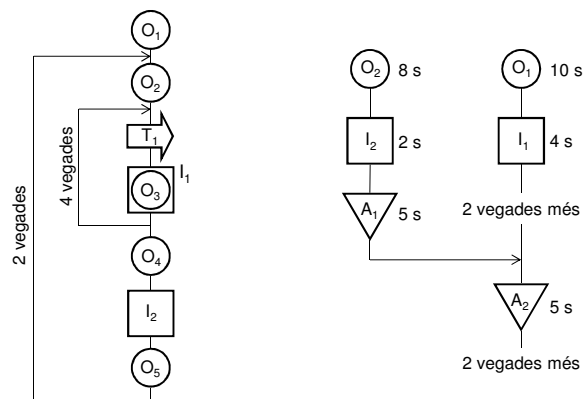 O1
O2
T1
I1
O3
O4
I2
O5
2 vegades
4 vegades
O2 8 s
I2 2 s
A1 5 s
O1 10 s
I1 4 s
2 vegades més
A2 5 s
2 vegades més